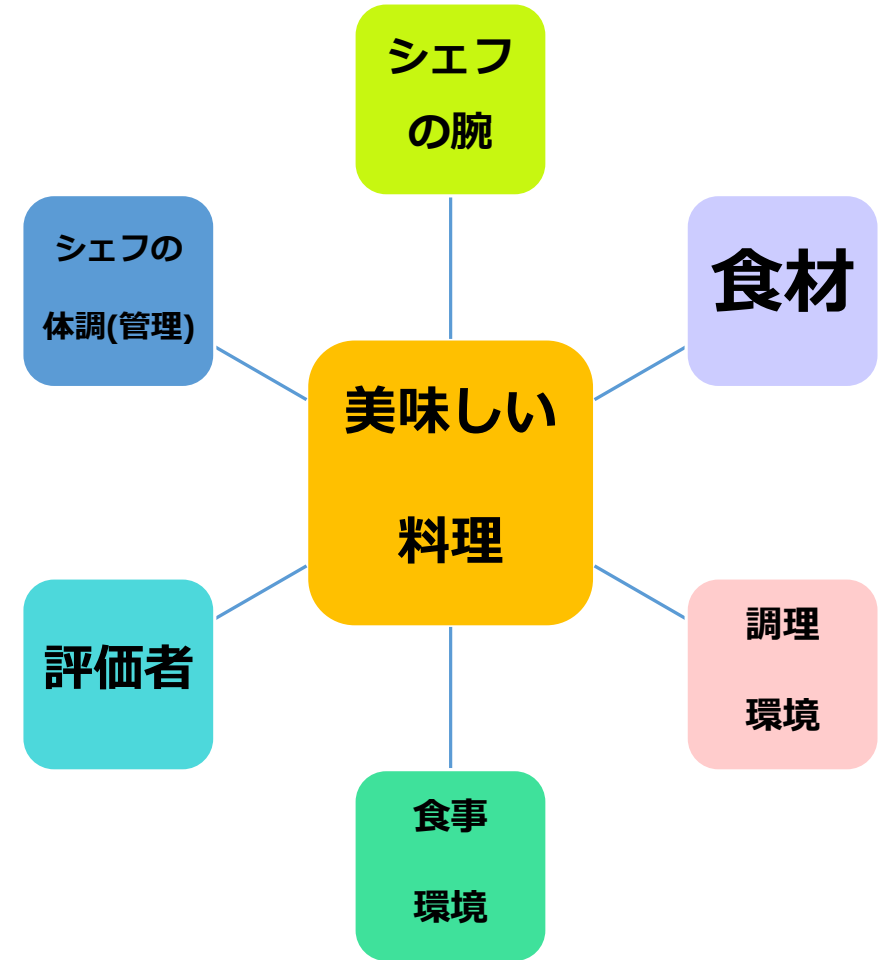 シェフ
の腕
シェフの
体調(管理)
食材
美味しい
料理
評価者
調理
環境
食事
環境